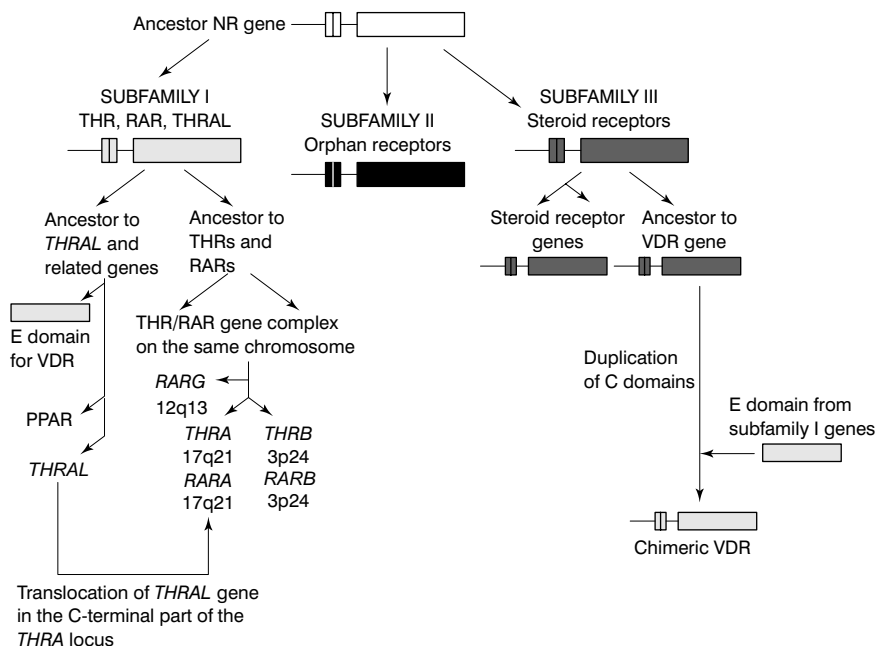 Ancestor NR gene
SUBFAMILY I
THR, RAR, THRAL
SUBFAMILY II
Orphan receptors
SUBFAMILY III
Steroid receptors
Ancestor to
THRAL and
related genes
Ancestor to
THRs and
RARs
Steroid receptor
genes
Ancestor to
VDR gene
E domain
for VDR
THR/RAR gene complex
on the same chromosome
Duplication
of C domains
RARG
12q13
PPAR
THRAL
THRA
17q21
RARA
17q21
THRB
3p24
RARB
3p24
E domain from
subfamily I genes
Chimeric VDR
Translocation of THRAL gene
in the C-terminal part of the
THRA locus